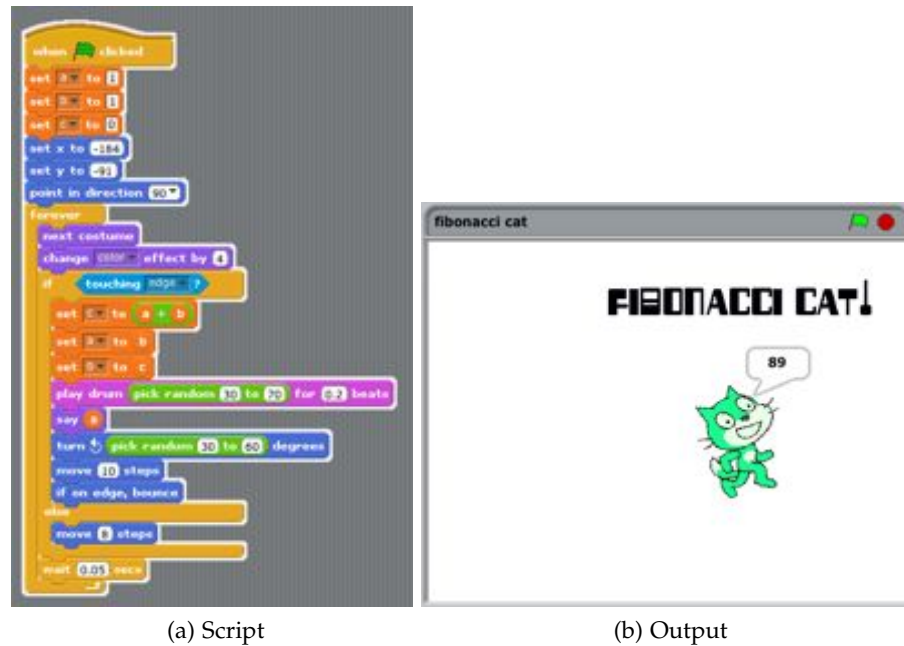 when clicked
set a to 1
set b to 1
set c to 0
set x to -184
set y to -91
point in direction 90
forever
next costume
change color effect by 4
if touching edge ?
set c to a + b
set a to b
set b to c
play drum pick random 30 to 70 for 0.2 beats
say
turn pick random 30 to 60 degrees
move 10 steps
if on edge, bounce
else
move steps
wait 0.05 secs
(a) Script
fibonacci cat
FIBONACCI CAT!
89
(b) Output